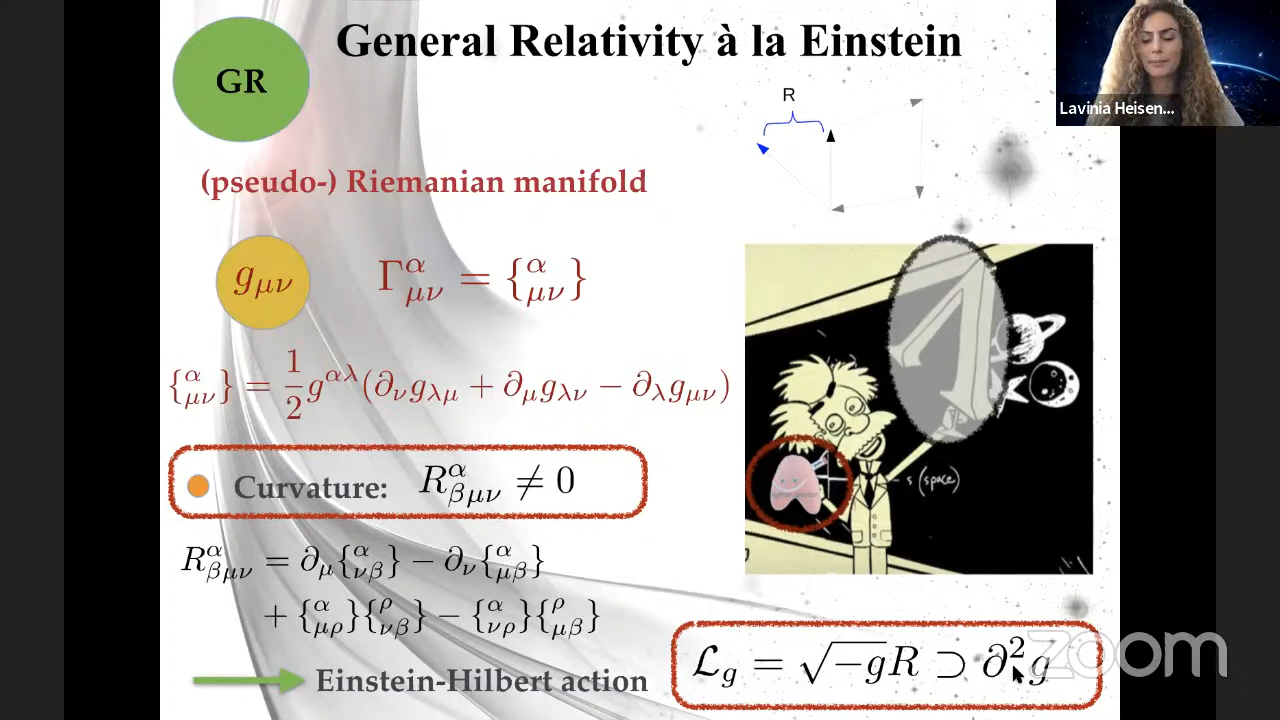 General Relativity à la Einstein
GR
Lavinia Heisen...
R
(pseudo-) Riemanian manifold
g_{μν}
Γ^α_{μν} = {^α_{μν}}
{^α_{μν}} = 1/2 g^{αλ}(∂_ν g_{λμ} + ∂_μ g_{λν} − ∂_λ g_{μν})
Curvature: R^α_{βμν} ≠ 0
s (space)
R^α_{βμν} = ∂_μ{^α_{νβ}} − ∂_ν{^α_{μβ}}
+ {^α_{μρ}}{^ρ_{νβ}} − {^α_{νρ}}{^ρ_{μβ}}
Einstein-Hilbert action
ℒ_g = √−g R ⊃ ∂²g
zoom